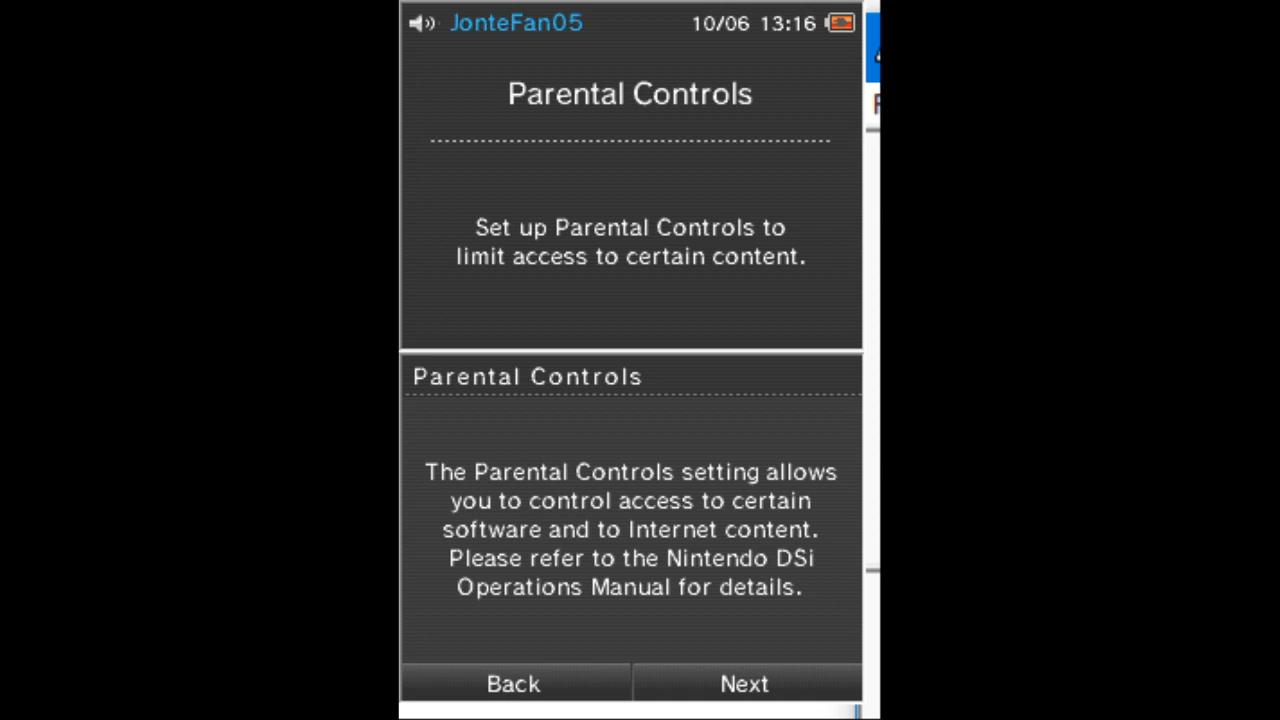 JonteFan05 10/06 13:16
Parental Controls
Set up Parental Controls to
limit access to certain content.
Parental Controls
The Parental Controls setting allows
you to control access to certain
software and to Internet content.
Please refer to the Nintendo DSi
Operations Manual for details.
Back Next